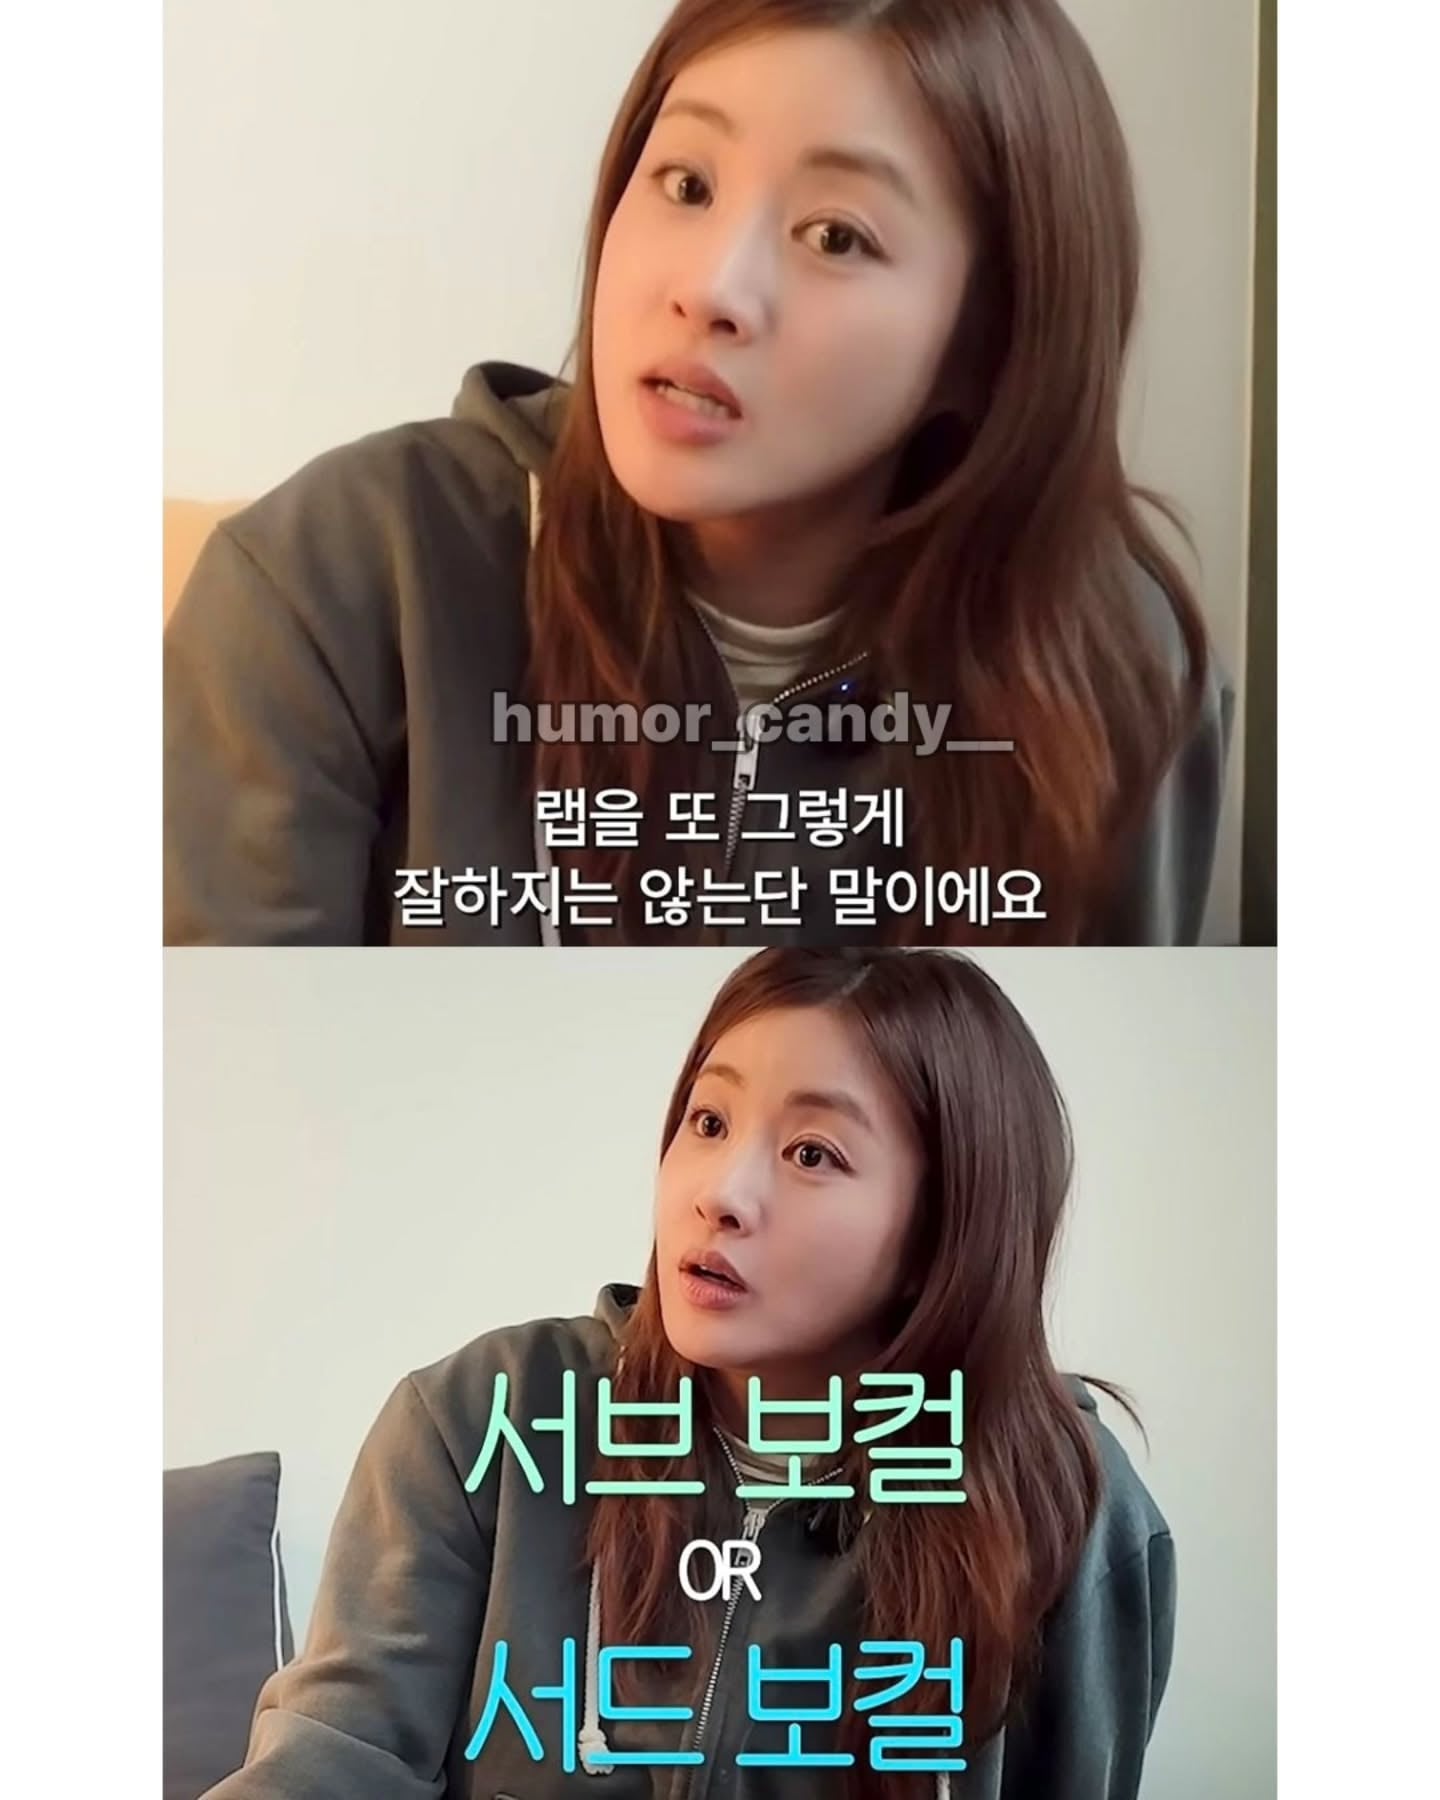 humor_candy__
랩을 또 그렇게
잘하지는 않는단 말이에요
서브 보컬
OR
서드 보컬